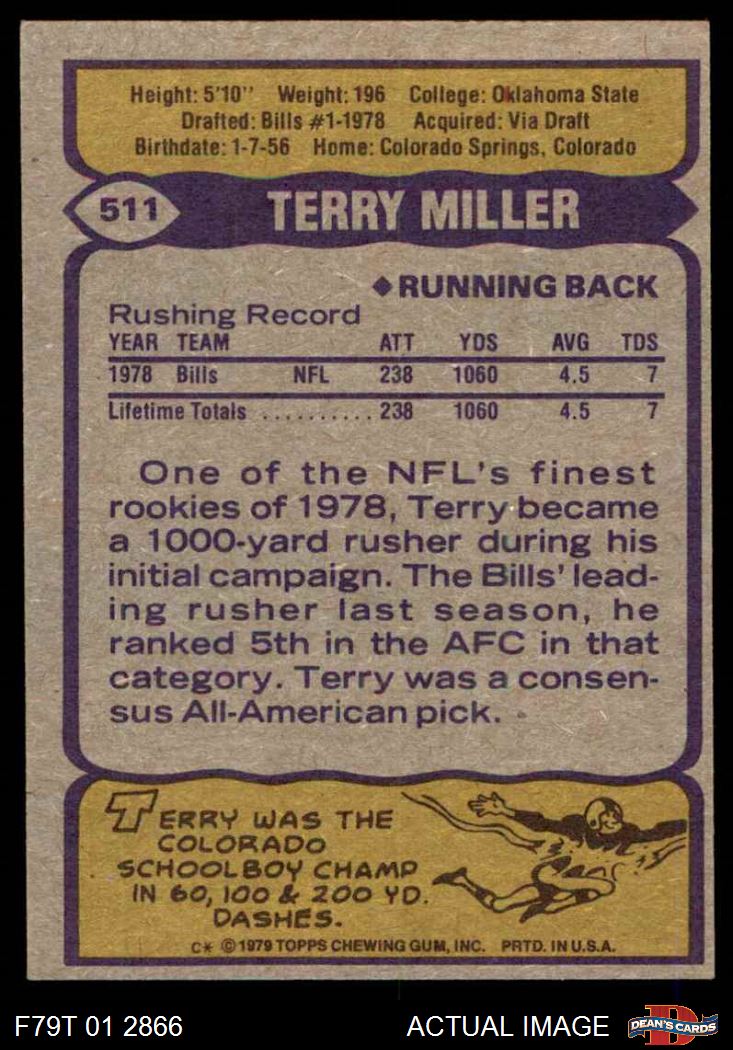 Height: 5'10" Weight: 196 College: Oklahoma State
Drafted: Bills #1-1978 Acquired: Via Draft
Birthdate: 1-7-56 Home: Colorado Springs, Colorado
511 TERRY MILLER
◆RUNNING BACK
Rushing Record
YEAR TEAM ATT YDS AVG TDS
1978 Bills NFL 238 1060 4.5 7
Lifetime Totals .......... 238 1060 4.5 7
One of the NFL's finest
rookies of 1978, Terry became
a 1000-yard rusher during his
initial campaign. The Bills' lead-
ing rusher last season, he
ranked 5th in the AFC in that
category. Terry was a consen-
sus All-American pick.
TERRY WAS THE
COLORADO
SCHOOLBOY CHAMP
IN 60, 100 & 200 YD.
DASHES.
C* ©1979 TOPPS CHEWING GUM, INC. PRTD. IN U.S.A.
F79T 01 2866 ACTUAL IMAGE D DEAN'S CARDS